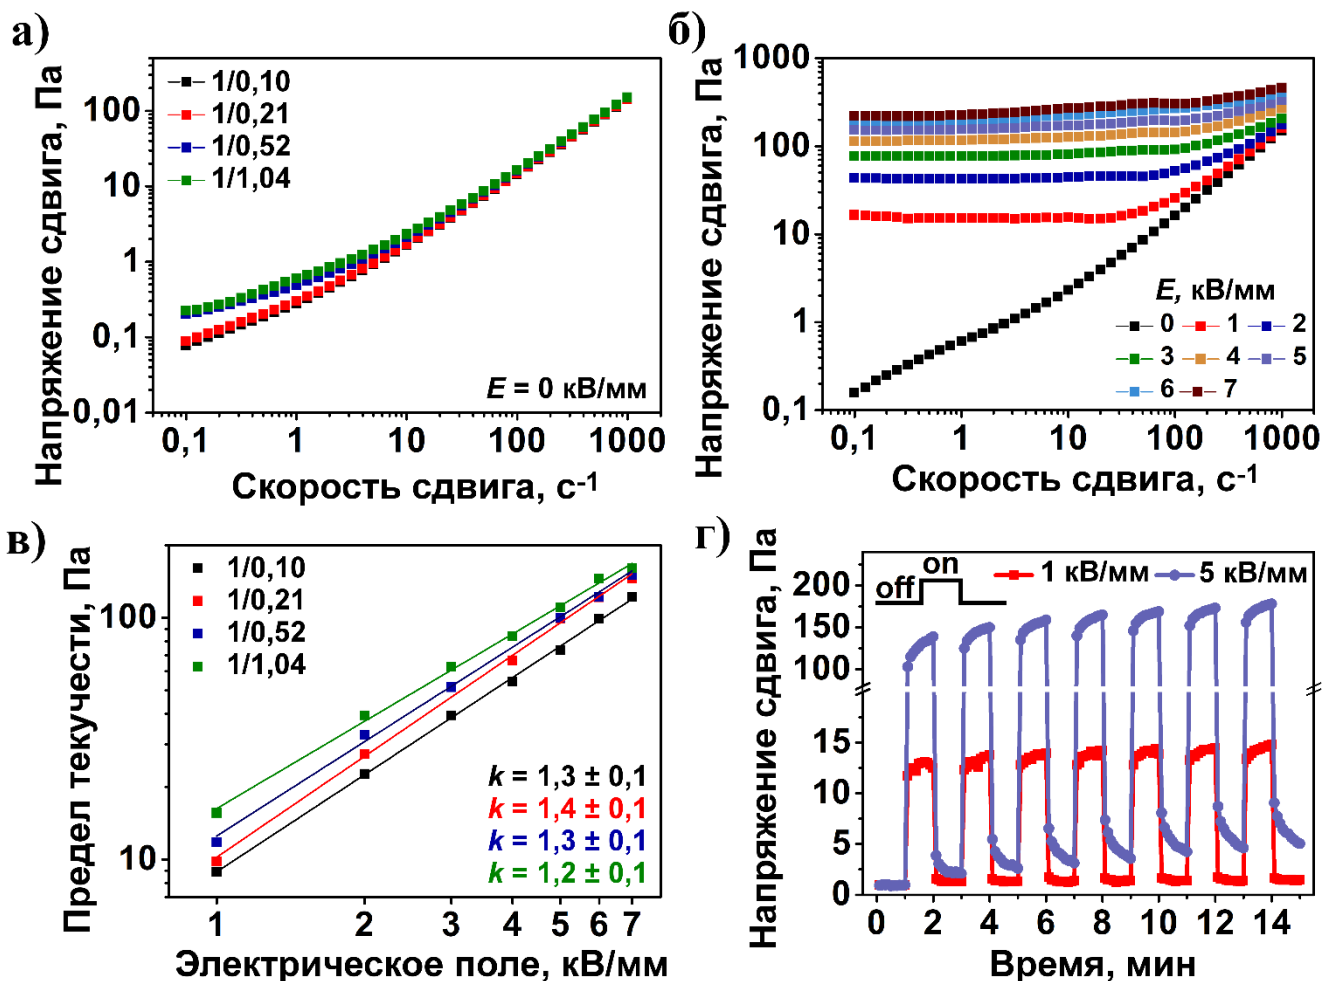 а)
Напряжение сдвига, Па
100
10
1
0,1
0,01
1/0,10
1/0,21
1/0,52
1/1,04
E = 0 кВ/мм
0,1 1 10 100 1000
Скорость сдвига, с-1
б)
Напряжение сдвига, Па
1000
100
10
1
0,1
E, кВ/мм
0 1 2
3 4 5
6 7
0,1 1 10 100 1000
Скорость сдвига, с-1
в)
Предел текучести, Па
100
10
1/0,10
1/0,21
1/0,52
1/1,04
k = 1,3 ± 0,1
k = 1,4 ± 0,1
k = 1,3 ± 0,1
k = 1,2 ± 0,1
1 2 3 4 5 6 7
Электрическое поле, кВ/мм
г)
Напряжение сдвига, Па
200
150
100
15
10
5
0
off on
1 кВ/мм 5 кВ/мм
0 2 4 6 8 10 12 14
Время, мин